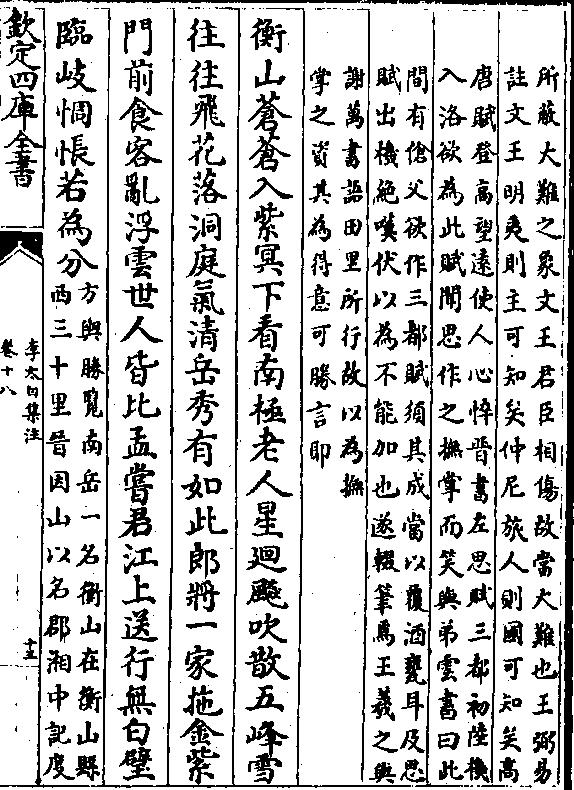 所蔽大難之象文王君臣相傷故當大難也王弼易
註文王明夷則主可知矣仲尼旅人則國可知矣高
唐賦登高望遠使人心悴晉書左思賦三都初陸機
入洛欲為此賦聞思作之撫掌而笑與弟雲書曰此
間有傖父欲作三都賦須其成當以覆酒甕耳及思
賦出機絕嘆伏以為不能加也遂輟筆焉王羲之與
謝萬書語田里所行故以為撫
掌之資其為得意可勝言耶
衡山蒼蒼入紫冥下看南極老人星廻飈吹散五峰雪
往往飛花落洞庭氣清岳秀有如此郎將一家拖金紫
門前食客亂浮雲世人皆比孟嘗君江上送行無白璧
臨岐惆悵若為分
方輿勝覽南岳一名衡山在衡山縣
西三十里晉因山以名郡湘中記度
欽定四庫全書
李太白集注
卷十八
十五